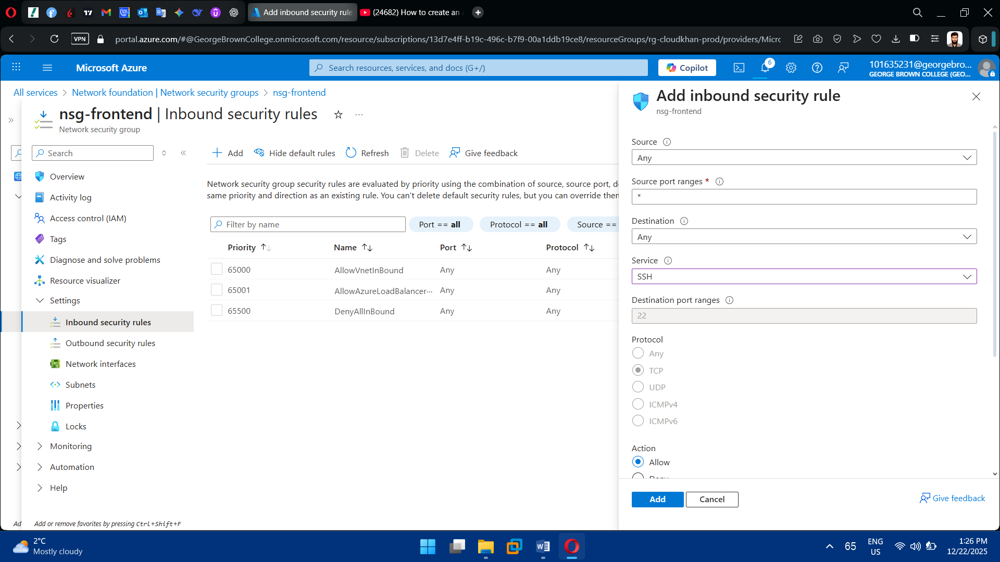 Add inbound security rule
(24682) How to create an
VPN
portal.azure.com/#@GeorgeBrownCollege.onmicrosoft.com/resource/subscriptions/13d7e4ff-b19c-496c-b7f9-00a1ddb19ce8/resourceGroups/rg-cloudkhan-prod/providers/Micro
Microsoft Azure
Search resources, services, and docs (G+/)
Copilot
6
101635231@georgebro...
GEORGE BROWN COLLEGE (GEO...
All services > Network foundation | Network security groups > nsg-frontend
nsg-frontend | Inbound security rules
Network security group
Search
Overview
Activity log
Access control (IAM)
Tags
Diagnose and solve problems
Resource visualizer
Settings
Inbound security rules
Outbound security rules
Network interfaces
Subnets
Properties
Locks
Monitoring
Automation
Help
Ad
Add or remove favorites by pressing Ctrl+Shift+F
Add
Hide default rules
Refresh
Delete
Give feedback
Network security group security rules are evaluated by priority using the combination of source, source port, d
same priority and direction as an existing rule. You can't delete default security rules, but you can override ther
Filter by name
Port == all
Protocol == all
Source ==
Priority Name Port Protocol
65000 AllowVnetInBound Any Any
65001 AllowAzureLoadBalancer... Any Any
65500 DenyAllInBound Any Any
Add inbound security rule
nsg-frontend
Source
Any
Source port ranges *
*
Destination
Any
Service
SSH
Destination port ranges
22
Protocol
Any
TCP
UDP
ICMPv4
ICMPv6
Action
Allow
Deny
Add
Cancel
Give feedback
2°C
Mostly cloudy
65
ENG
US
1:26 PM
12/22/2025